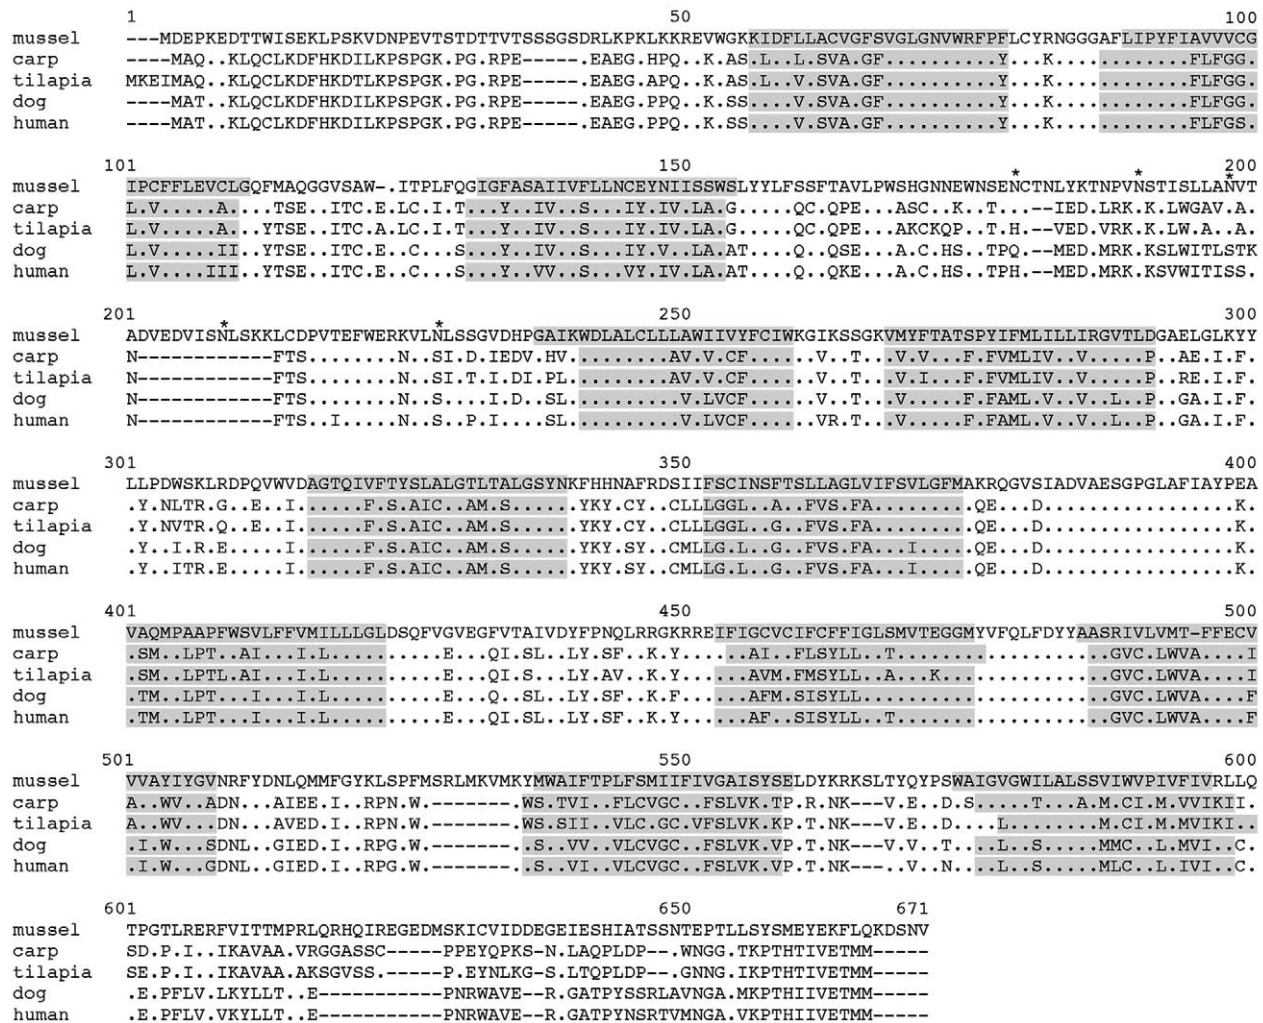 1 50 100
mussel ---MDEPKEDTTWISEKLPSKVDNPEVTSTDTTVTSSSGSDRLKPKLKKREVWGKKIDFLLACVGFSVGLGNVWRFPFLCYRNGGGAFLIPYFIAVVVCG
carp ----MAQ..KLQCLKDFHKDILKPSPGK.PG.RPE-----.EAEG.HPQ..K.AS.L..L.SVA.GF..........Y...K............FLFGG.
tilapia MKEIMAQ..KLQCLKDFHKDTLKPSPGK.PG.RPE-----.EAEG.APQ..K.AS.L..V.SVA.GF..........Y...K............FLFGG.
dog ----MAT..KLQCLKDFHKDILKPSPGK.PG.RPE-----.EAEG.PPQ..K.SS....V.SVA.GF..........Y...K............FLFGG.
human ----MAT..KLQCLKDFHKDILKPSPGK.PG.RPE-----.EAEG.PPQ..K.SS....V.SVA.GF..........Y...K............FLFGS.
101 150 200
* * *
mussel IPCFFLEVCLGQFMAQGGVSAW-.ITPLFQGIGFASAIIVFLLNCEYNIISSWSLYYLFSSFTAVLPWSHGNNEWNSENCTNLYKTNPVNSTISLLANVT
carp L.V.....A....TSE..ITC.E.LC.I.T...Y..IV..S...IY.IV.LA.G.....QC.QPE...ASC..K..T...--IED.LRK.K.LWGAV.A.
tilapia L.V.....A...YTSE..ITC.A.LC.I.T...Y..IV..S...IY.IV.LA.G.....QC.QPE...AKCKQP..T.H.--VED.VRK.K.LW.A..A.
dog L.V.....II..YTSE..ITC.E..C...S...Y..IV..S...IY.V..LA.AT....Q..QSE...A.C.HS..TPQ.--MED.MRK.KSLWITLSTK
human L.V....III..YTSE..ITC.E..C...S...Y..VV..S...VY.IV.LA.AT....Q..QKE...A.C.HS..TPH.--MED.MRK.KSVWITISS.
201 250 300
* *
mussel ADVEDVISNLSKKLCDPVTEFWERKVLNLSSGVDHPGAIKWDLALCLLLAWIIVYFCIWKGIKSSGKVMYFTATSPYIFMLILLIRGVTLDGAELGLKYY
carp N------------FTS........N..SI.D.IEDV.HV.........AV.V.CF.....V..T...V.V...F.FVMLIV..V.....P..AE.I.F.
tilapia N------------FTS........N..SI.T.I.DI.PL.........AV.V.CF.....V..T...V.I...F.FVMLIV..V.....P..RE.I.F.
dog N------------FTS........N..S...I.D..SL..........V.LVCF.....V..T...V.....F.FAML.V..V..L..P..GA.I.F.
human N------------FTS..I.....N..S..P.I....SL..........V.LVCF.....VR.T...V.....F.FAML.V..V..L..P..GA.I.F.
301 350 400
mussel LLPDWSKLRDPQVWVDAGTQIVFTYSLALGTLTALGSYNKFHHNAFRDSIIFSCINSFTSLLAGLVIFSVLGFMAKRQGVSIADVAESGPGLAFIAYPEA
carp .Y.NLTR.G..E..I.....F.S.AIC..AM.S......YKY.CY..CLLLGGL..A..FVS.FA.........QE...D.................K.
tilapia .Y.NVTR.Q..E..I.....F.S.AIC..AM.S......YKY.CY..CLLLGGL..G..FVS.FA.........QE...D.................K.
dog .Y..I.R.E.....I.....F.S.AIC..AM.S......YKY.SY..CMLLG.L..G..FVS.FA...I.....QE...D.................K.
human .Y..ITR.E.....I.....F.S.AIC..AM.S......YKY.SY..CMLLG.L..G..FVS.FA...I.....QE...D.................K.
401 450 500
mussel VAQMPAAPFWSVLFFVMILLLGLDSQFVGVEGFVTAIVDYFPNQLRRGKRREIFIGCVCIFCFFIGLSMVTEGGMYVFQLFDYYAASRIVLVMT-FFECV
carp .SM..LPT..AI...I.L..........E...QI.SL..LY.SF..K.Y....AI..FLSYLL..T.................GVC.LWVA....I
tilapia .SM..LPTL.AI...I.L..........E...QI.S...LY.AV..K.Y....AVM.FMSYLL..A...K.............GVC.LWVA....I
dog .TM..LPT...I...I.L..........E...Q..SL..LY.SF..K.F....AFM.SISYLL....................GVC.LWVA....F
human .TM..LPT...I...I.L..........E...QI.SL..LY.SF..K.Y....AF..SISYLL..T.................GVC.LWVA....F
501 550 600
mussel VVAYIYGVNRFYDNLQMMFGYKLSPFMSRLMKVMKYMWAIFTPLFSMIIFIVGAISYSELDYKRKSLTYQYPSWAIGVGWILALSSVIWVPIVFIVRLLQ
carp A..WV..ADN...AIEE.I..RPN.W.--------.WS.TVI..FLCVGC..FSLVK.TP.R.NK---V.E..D.S.....T...A.M.CI.M.VVIKII.
tilapia A..WV...DN...AVED.I..RPN.W.--------.WS.SII..VLC.GC..VFSLVK.KP.T.NK---V.E..D....L........M.CI.M.MVIKI..
dog .I.W...SDNL..GIED.I..RPG.W.--------..S..VV..VLCVGC..FSLVK.VP.T.NK---V.V..T...L..S.....MMC..L.MVI..C.
human .I.W...GDNL..GIED.I..RPG.W.--------..S..VV..VLCVGC..FSLVK.VP.T.NK---V.V..N...L..S.....MLC..L.IVI..C.
601 650 671
mussel TPGTLRERFVITTMPRLQRHQIREGEDMSKICVIDDEGEIESHIATSSNTEPTLLSYSMEYEKFLQKDSNV
carp SD.P.I..IKAVAA.VRGGASSC-----PPEYQPKS-N.LAQPLDP--.WNGG.TKPTHTIVETMM-----
tilapia SE.P.I..IKAVAA.AKSGVSS.-----P.EYNLKG-S.LTQPLDP--.GNNG.IKPTHTIVETMM-----
dog .E.PFLV.LKYLLT..E-----------PNRWAVE--R.GATPYSSRLAVNGA.MKPTHIIVETMM-----
human .E.PFLV.VKYLLT..E-----------PNRWAVE--R.GATPYNSRTVMNGA.VKPTHIIVETMM-----